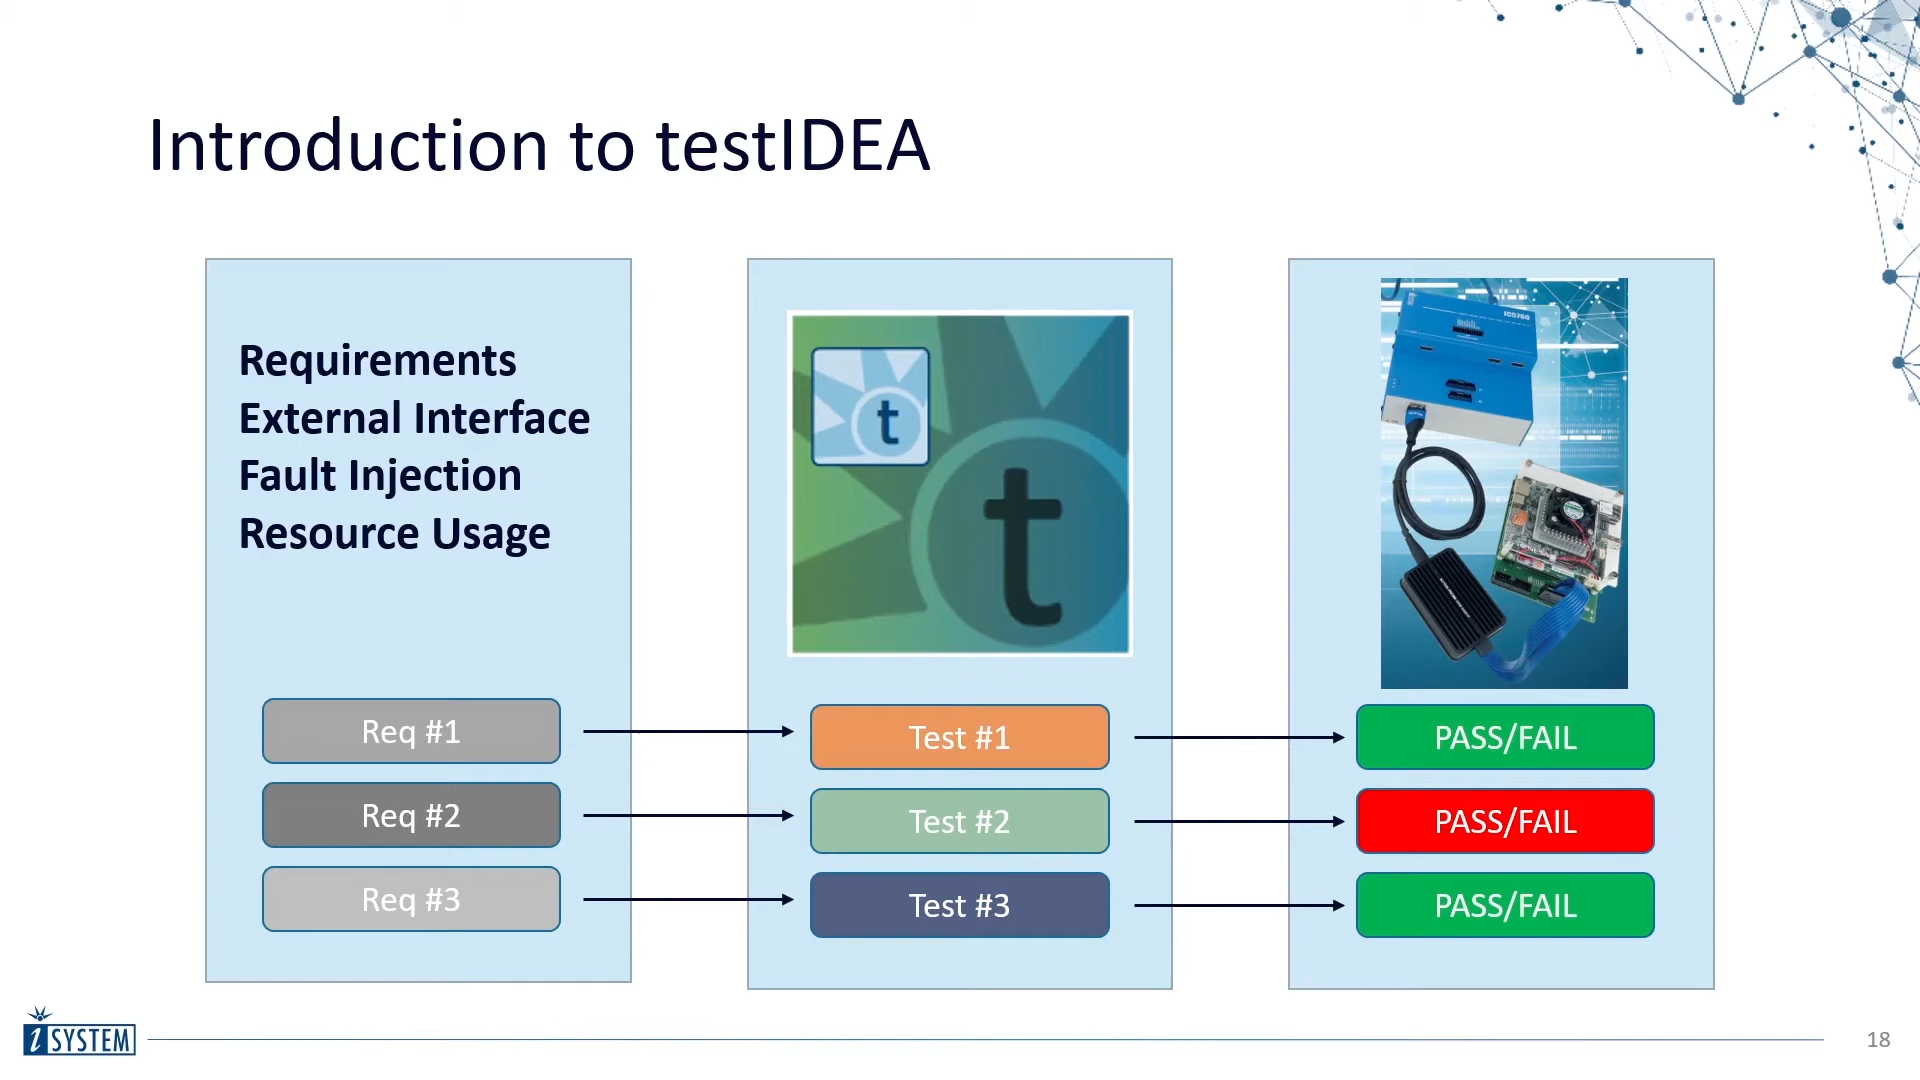 Introduction to testIDEA
Requirements
External Interface
Fault Injection
Resource Usage
Req #1
Req #2
Req #3
t
t
Test #1
Test #2
Test #3
iC5700
PASS/FAIL
PASS/FAIL
PASS/FAIL
iSYSTEM
18